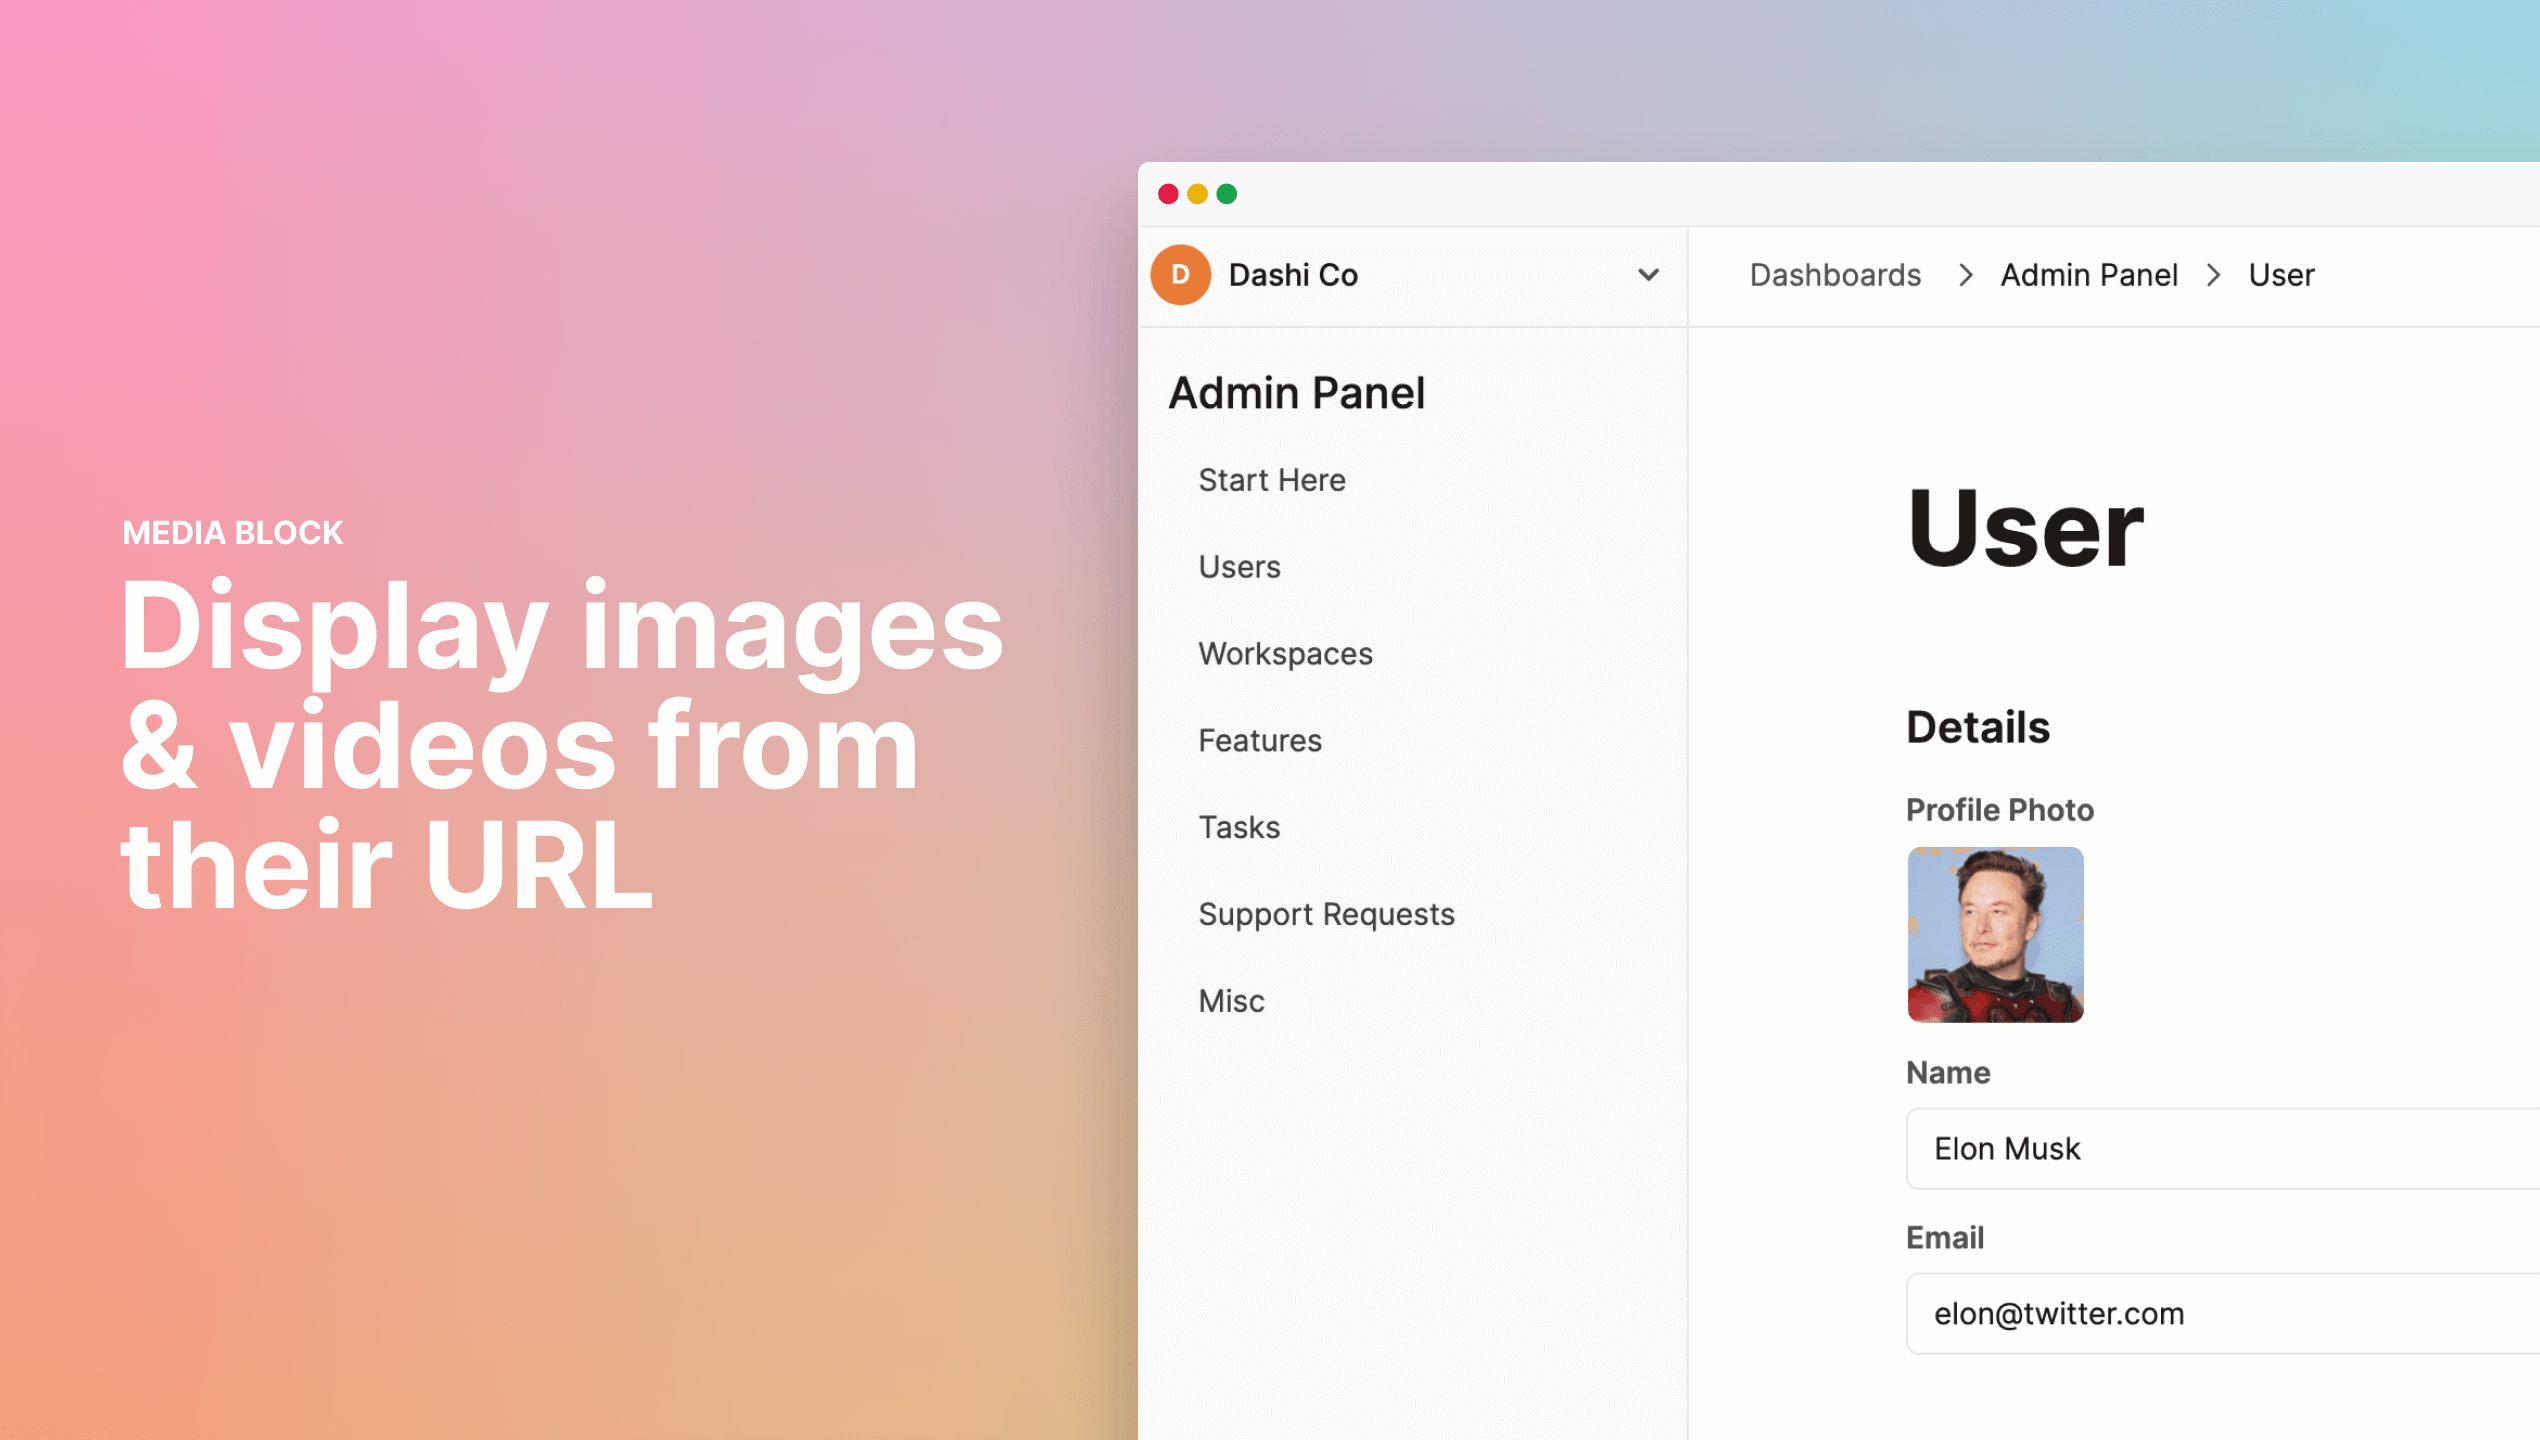 MEDIA BLOCK
Display images
& videos from
their URL
D
Dashi Co
Dashboards > Admin Panel > User
Admin Panel
Start Here
Users
Workspaces
Features
Tasks
Support Requests
Misc
User
Details
Profile Photo
Name
Elon Musk
Email
elon@twitter.com